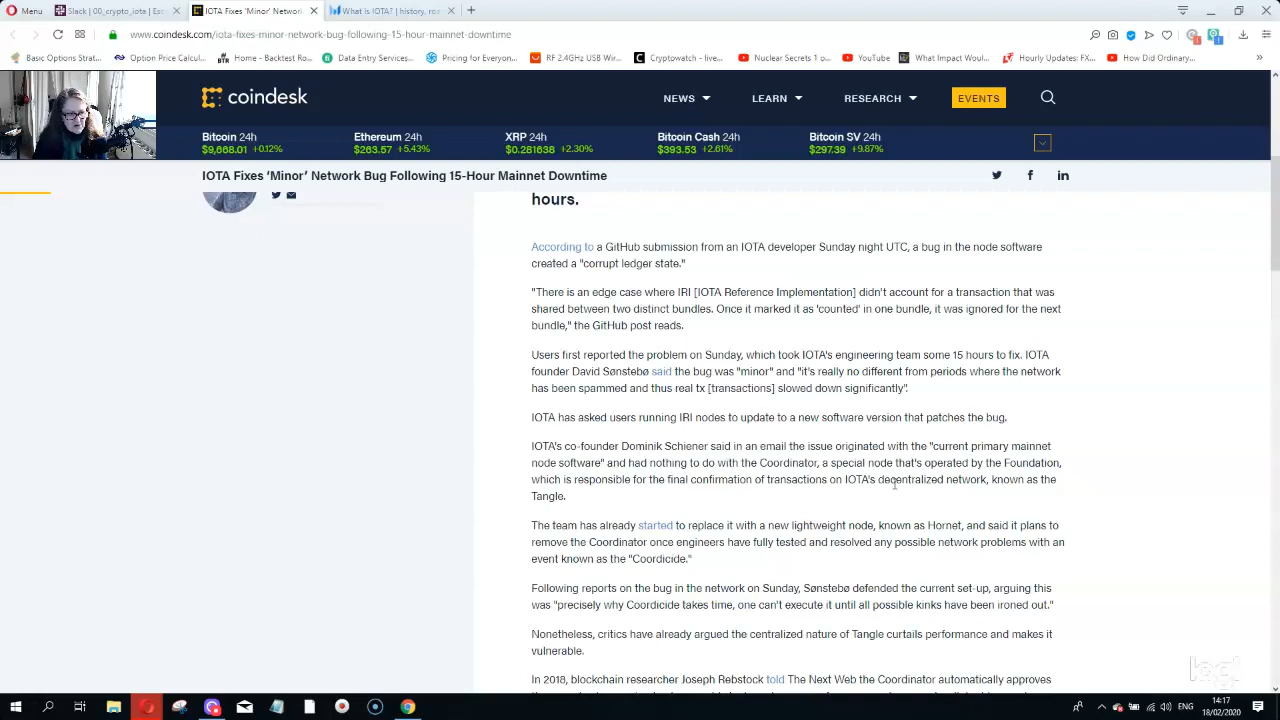 Menu
Slack | 00_crypto_iota | Esc
IOTA Fixes 'Minor' Network
What is IOTA? | history, ro
www.coindesk.com/iota-fixes-minor-network-bug-following-15-hour-mainnet-downtime
Basic Options Strat...
Option Price Calcul...
Home - Backtest Ro...
Data Entry Services...
Pricing for Everyon...
RF 2.4GHz USB Wir...
Cryptowatch - live...
Nuclear Secrets 1 o...
YouTube
What Impact Woul...
Hourly Updates: FX...
How Did Ordinary...
coindesk
NEWS
LEARN
RESEARCH
EVENTS
Bitcoin 24h
$9,668.01 +0.12%
Ethereum 24h
$263.57 +5.43%
XRP 24h
$0.281638 +2.30%
Bitcoin Cash 24h
$393.53 +2.61%
Bitcoin SV 24h
$297.39 +9.87%
IOTA Fixes 'Minor' Network Bug Following 15-Hour Mainnet Downtime
hours.
According to a GitHub submission from an IOTA developer Sunday night UTC, a bug in the node software
created a "corrupt ledger state."
"There is an edge case where IRI [IOTA Reference Implementation] didn't account for a transaction that was
shared between two distinct bundles. Once it marked it as 'counted' in one bundle, it was ignored for the next
bundle," the GitHub post reads.
Users first reported the problem on Sunday, which took IOTA's engineering team some 15 hours to fix. IOTA
founder David Sønstebø said the bug was "minor" and "it's really no different from periods where the network
has been spammed and thus real tx [transactions] slowed down significantly".
IOTA has asked users running IRI nodes to update to a new software version that patches the bug.
IOTA's co-founder Dominik Schiener said in an email the issue originated with the "current primary mainnet
node software" and had nothing to do with the Coordinator, a special node that's operated by the Foundation,
which is responsible for the final confirmation of transactions on IOTA's decentralized network, known as the
Tangle.
The team has already started to replace it with a new lightweight node, known as Hornet, and said it plans to
remove the Coordinator once engineers have fully tested and resolved any possible network problems with an
event known as the "Coordicide."
Following reports on the bug in the network on Sunday, Sønstebø defended the current set-up, arguing this
was "precisely why Coordicide takes time, one can't execute it until all possible kinks have been ironed out."
Nonetheless, critics have already argued the centralized nature of Tangle curtails performance and makes it
vulnerable.
In 2018, blockchain researcher Joseph Rebstock told The Next Web the Coordinator automatically approves
ENG
14:17
18/02/2020